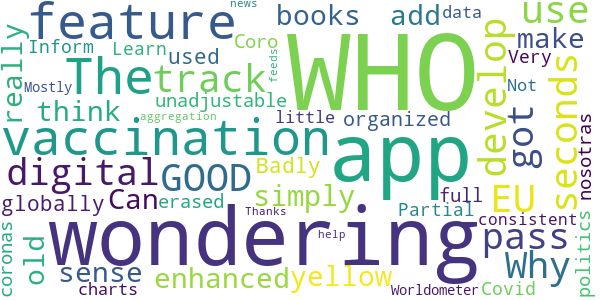 feature
books
add
data
news
use
make
Very
Inform
Learn
used
Coro
feeds
WHO
The
track
really
Mostly
unadjustable
think
aggregation
little
organized
develop
got
Not
seconds
nosotras
vaccination
app
digital
GOOD
Badly
EU
Can
erased
simply
full
globally
Partial
consistent
Thanks
wondering
help
pass
Why
politics
coronas
old
sense
enhanced
yellow
charts
Worldometer
Covid